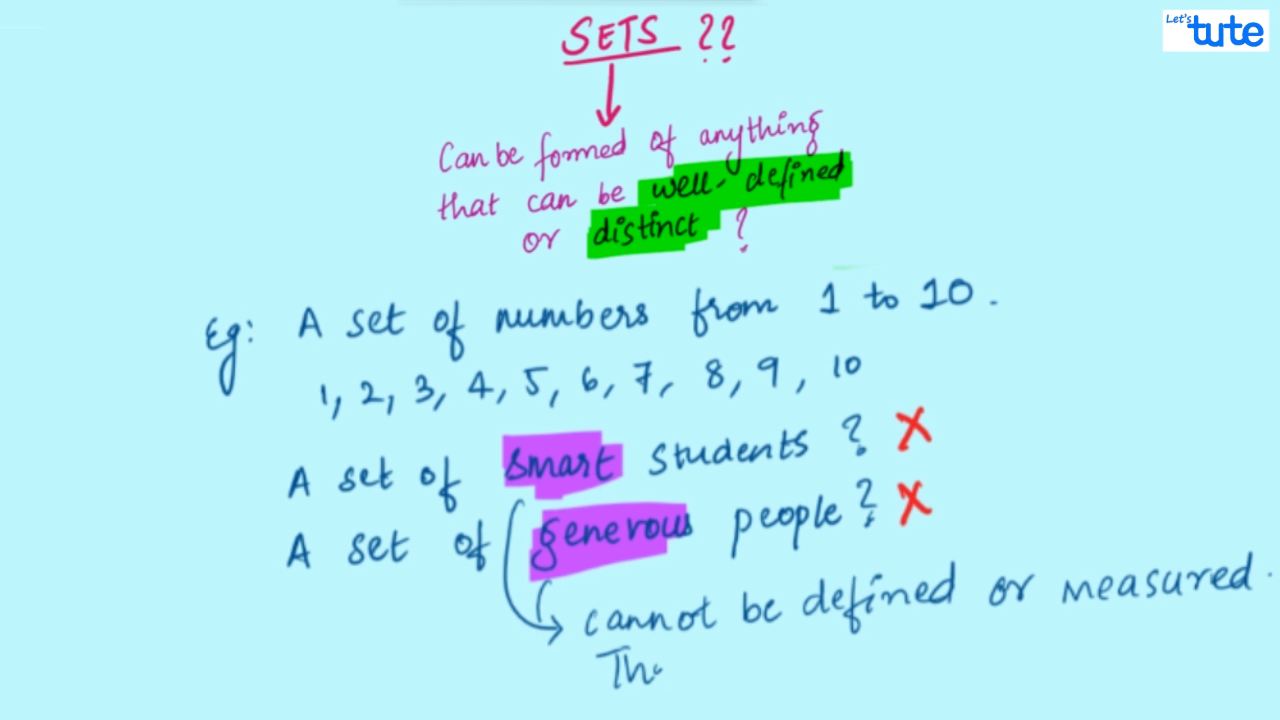 Let's tute
SETS ??
Can be formed of anything
that can be well-defined
or distinct ?
Eg: A set of numbers from 1 to 10.
1, 2, 3, 4, 5, 6, 7, 8, 9, 10
A set of smart students ? X
A set of generous people? X
cannot be defined or measured.
Th